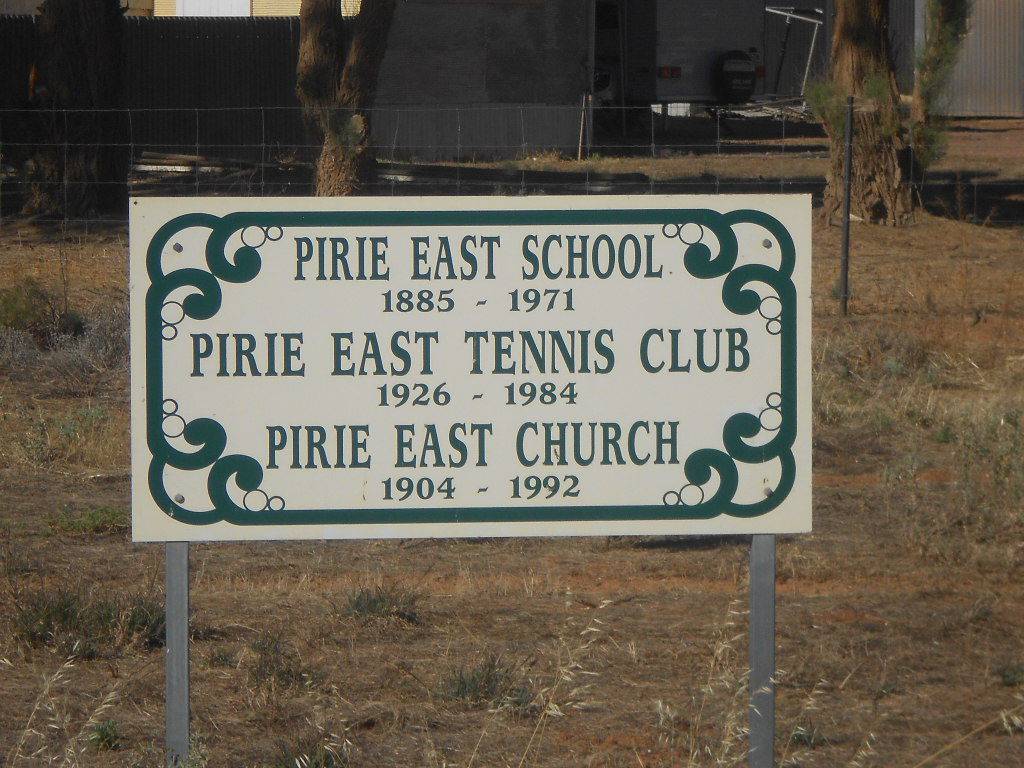 PIRIE EAST SCHOOL
1885 - 1971
PIRIE EAST TENNIS CLUB
1926 - 1984
PIRIE EAST CHURCH
1904 - 1992